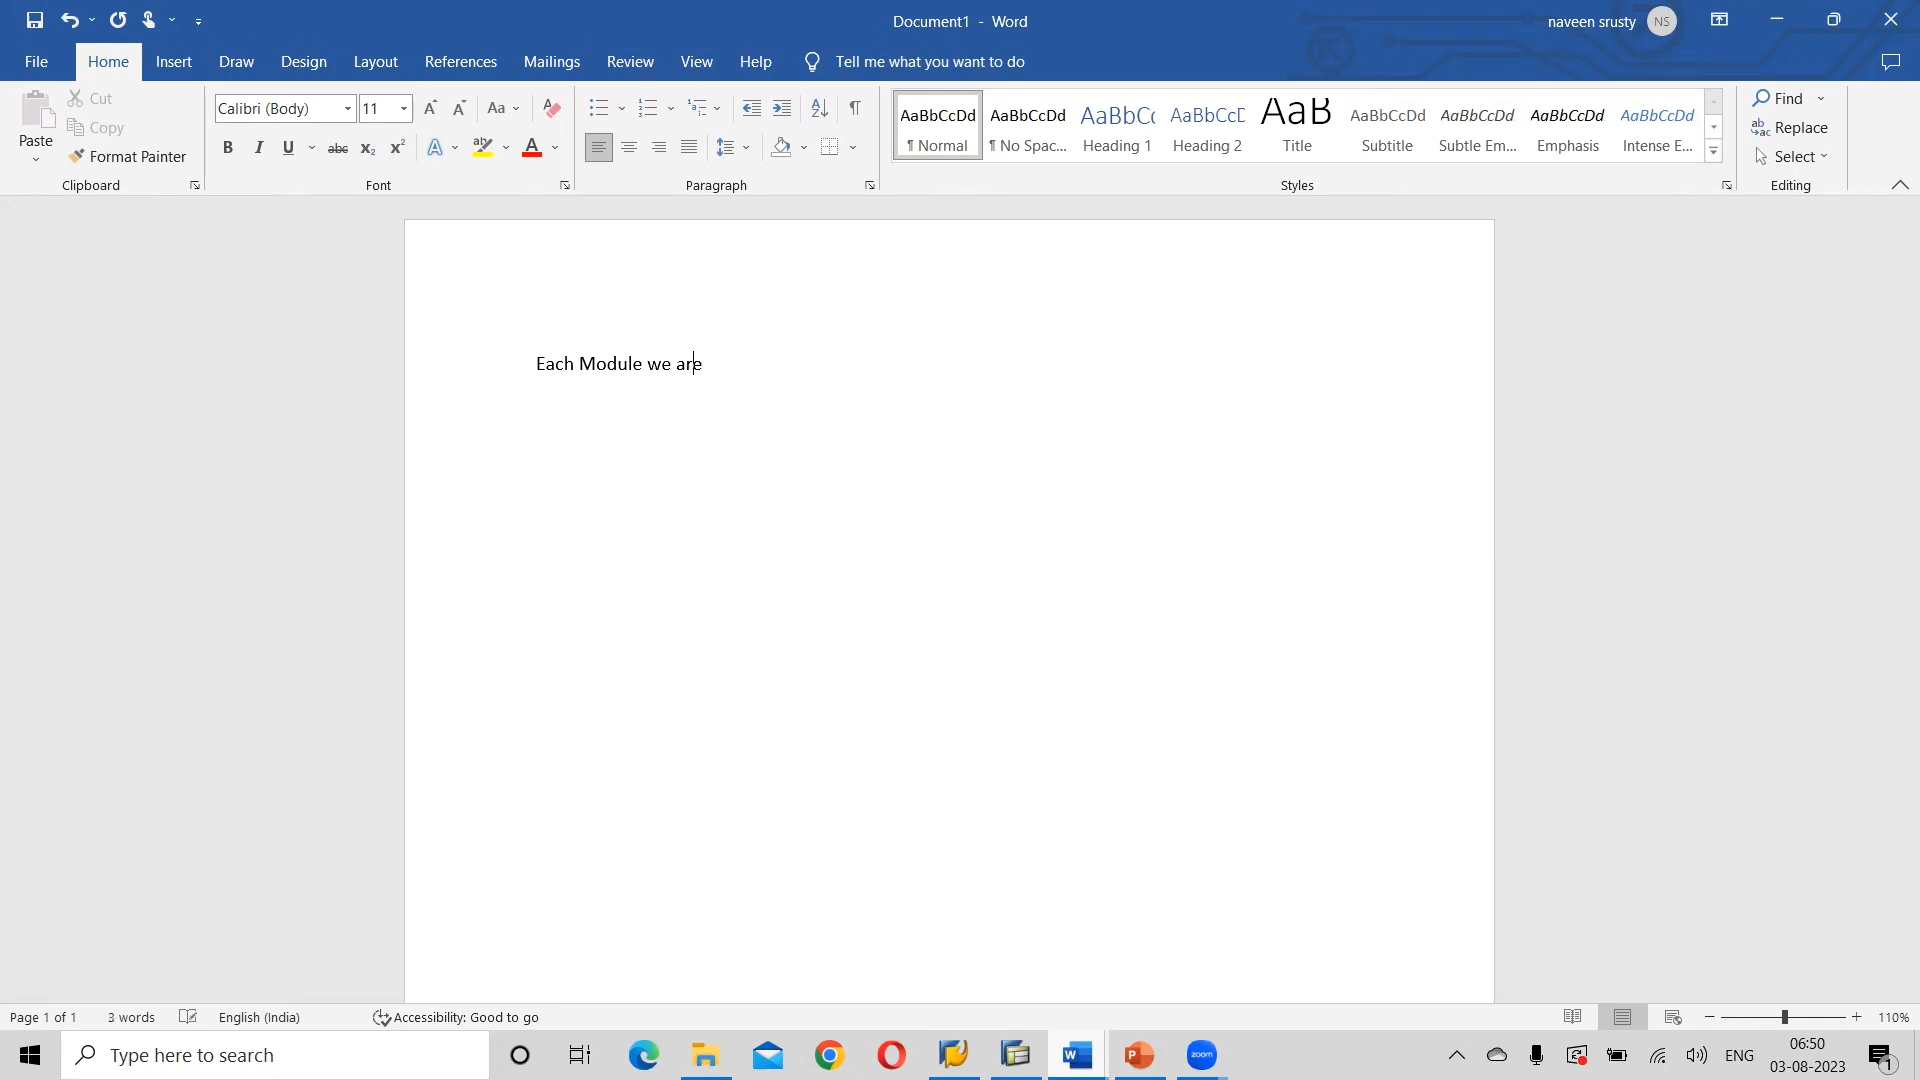 Document1 - Word
naveen srusty NS
File Home Insert Draw Design Layout References Mailings Review View Help Tell me what you want to do
Paste
Cut
Copy
Format Painter
Clipboard
Calibri (Body) 11
Font
Paragraph
AaBbCcDd ¶ Normal
AaBbCcDd ¶ No Spac...
AaBbC( Heading 1
AaBbCcC Heading 2
AaB Title
AaBbCcDd Subtitle
AaBbCcDd Subtle Em...
AaBbCcDd Emphasis
AaBbCcDd Intense E...
Styles
Find
Replace
Select
Editing
Each Module we are
Page 1 of 1 3 words English (India) Accessibility: Good to go 110%
Type here to search
zoom
ENG
06:50
03-08-2023
1